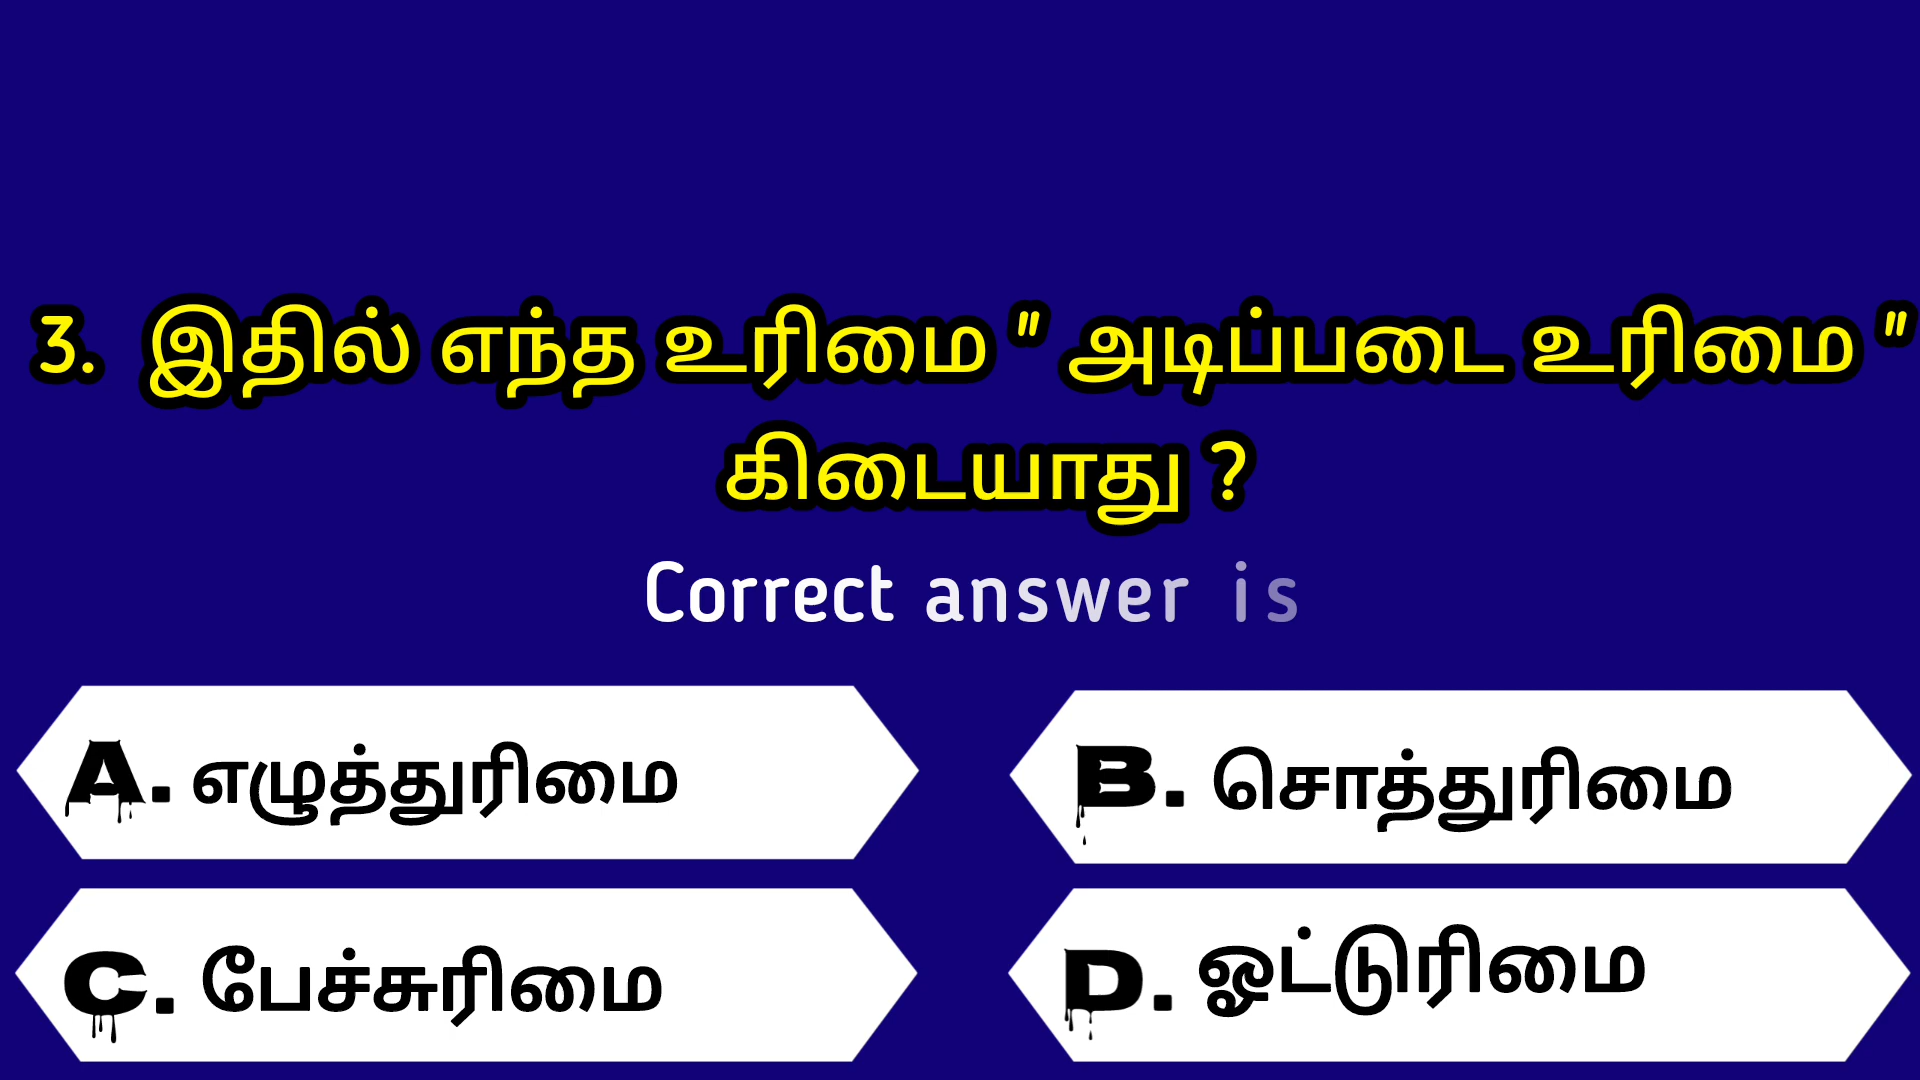 3. இதில் எந்த உரிமை " அடிப்படை உரிமை "
கிடையாது ?
Correct answer is
A. எழுத்துரிமை
B. சொத்துரிமை
C. பேச்சுரிமை
D. ஓட்டுரிமை